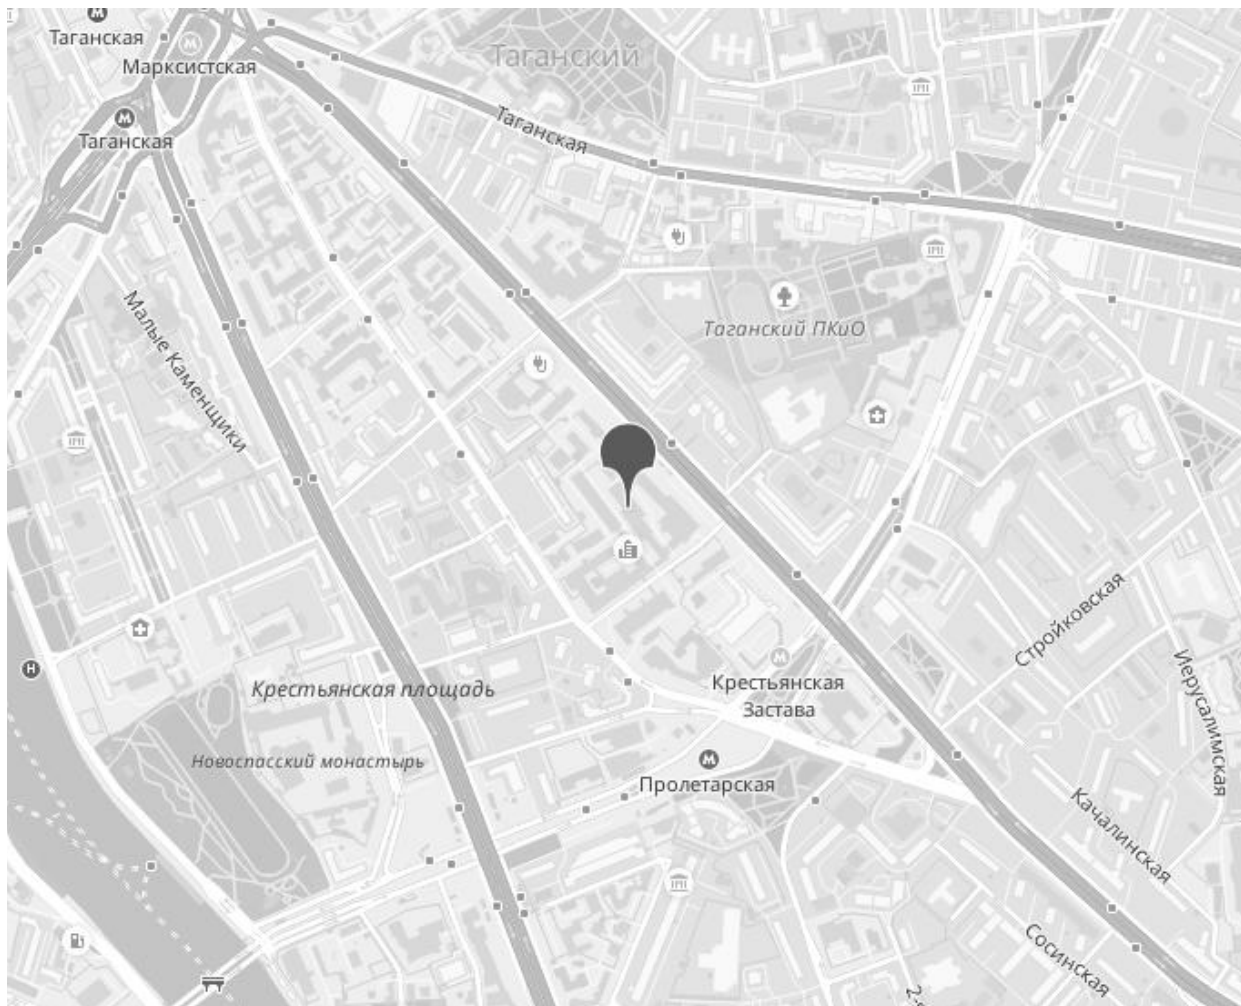 Таганская
Марксистская
Таганский
Таганская
Таганская
Малые Каменщики
Таганский ПКиО
Стройковская
Иерусалимская
Крестьянская
Застава
Крестьянская площадь
Новоспасский монастырь
Пролетарская
Качалинская
Сосинская